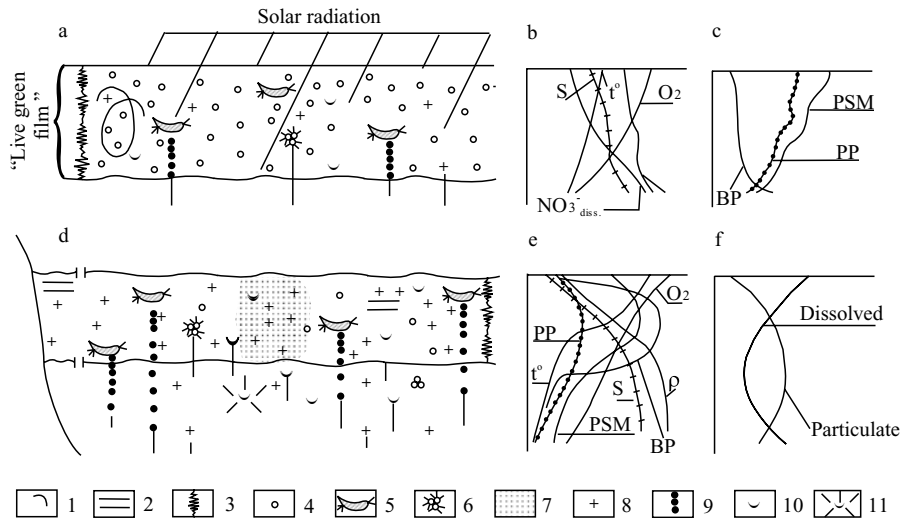 Solar radiation
a
b
c
"Live green
film"
S
t°
O₂
NO₃⁻diss.
PSM
PP
BP
d
e
f
O₂
PP
t°
S
ρ
PSM
BP
Dissolved
Particulate
1
2
3
4
5
6
7
8
9
10
11